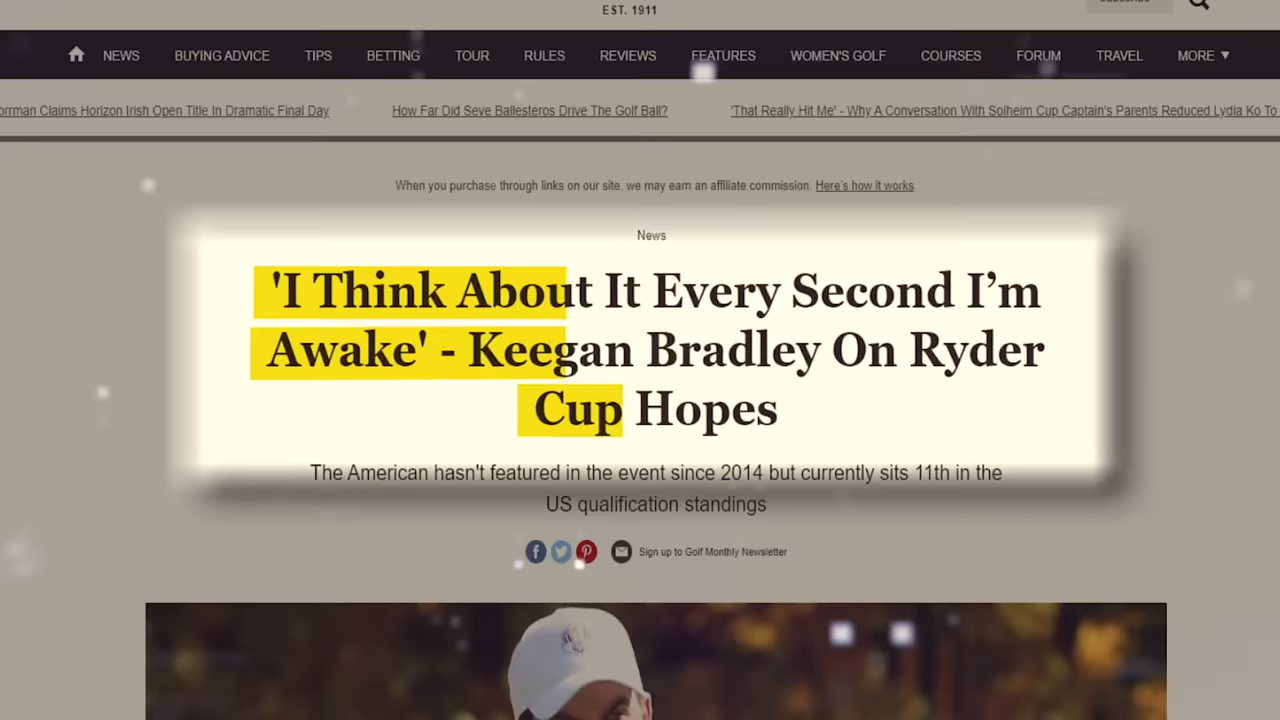 EST. 1911
NEWS BUYING ADVICE TIPS BETTING TOUR RULES REVIEWS FEATURES WOMEN'S GOLF COURSES FORUM TRAVEL MORE ▼
Claims Horizon Irish Open Title In Dramatic Final Day How Far Did Seve Ballesteros Drive The Golf Ball? 'That Really Hit Me' - Why A Conversation With Solheim Cup Captain's Parents Reduced Lydia Ko To
When you purchase through links on our site, we may earn an affiliate commission. Here's how it works.
News
'I Think About It Every Second I’m
Awake' - Keegan Bradley On Ryder
Cup Hopes
The American hasn't featured in the event since 2014 but currently sits 11th in the
US qualification standings
Sign up to Golf Monthly Newsletter